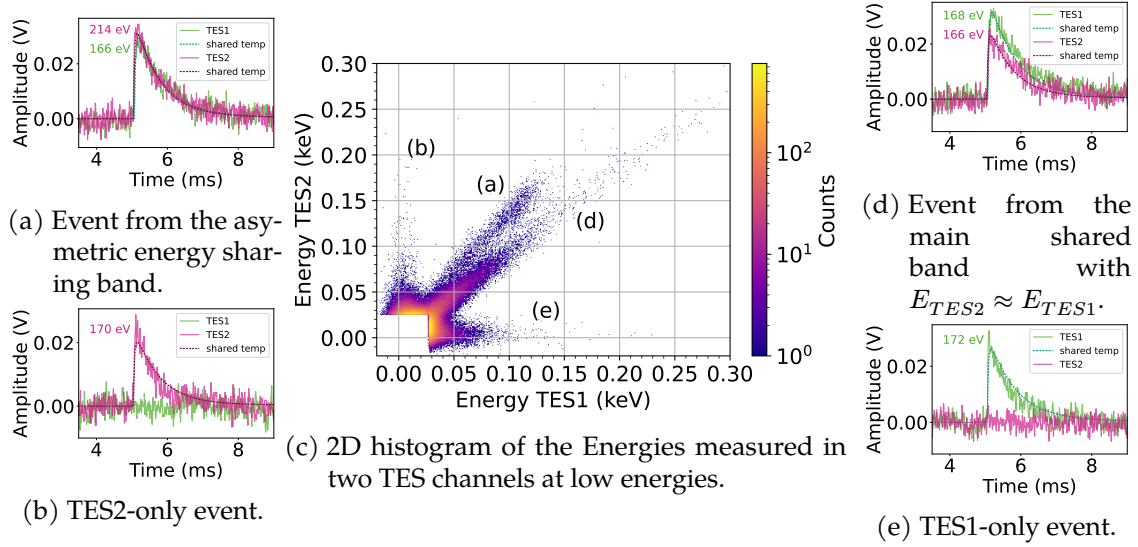 Amplitude (V)
0.02
0.00
214 eV
166 eV
TES1
shared temp
TES2
shared temp
4 6 8
Time (ms)
(a) Event from the asy-
metric energy shar-
ing band.
Amplitude (V)
0.02
0.00
170 eV
TES1
TES2
shared temp
4 6 8
Time (ms)
(b) TES2-only event.
Energy TES2 (keV)
0.30
0.25
0.20
0.15
0.10
0.05
0.00
(b)
(a)
(d)
(e)
0.00 0.05 0.10 0.15 0.20 0.25 0.30
Energy TES1 (keV)
Counts
10²
10¹
10⁰
(c) 2D histogram of the Energies measured in
two TES channels at low energies.
Amplitude (V)
0.02
0.00
168 eV
166 eV
TES1
shared temp
TES2
shared temp
4 6 8
Time (ms)
(d) Event from the
main shared
band with
E_TES2 ≈ E_TES1.
Amplitude (V)
0.02
0.00
172 eV
TES1
shared temp
TES2
4 6 8
Time (ms)
(e) TES1-only event.